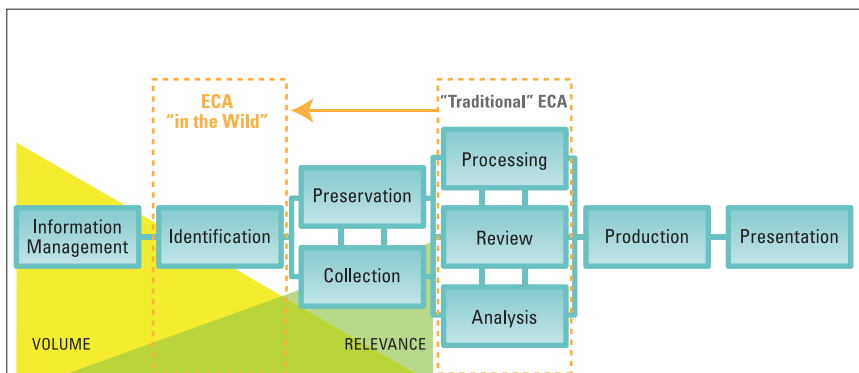 ECA
"in the Wild"
"Traditional" ECA
Information
Management
Identification
Preservation
Collection
Processing
Review
Analysis
Production
Presentation
VOLUME
RELEVANCE